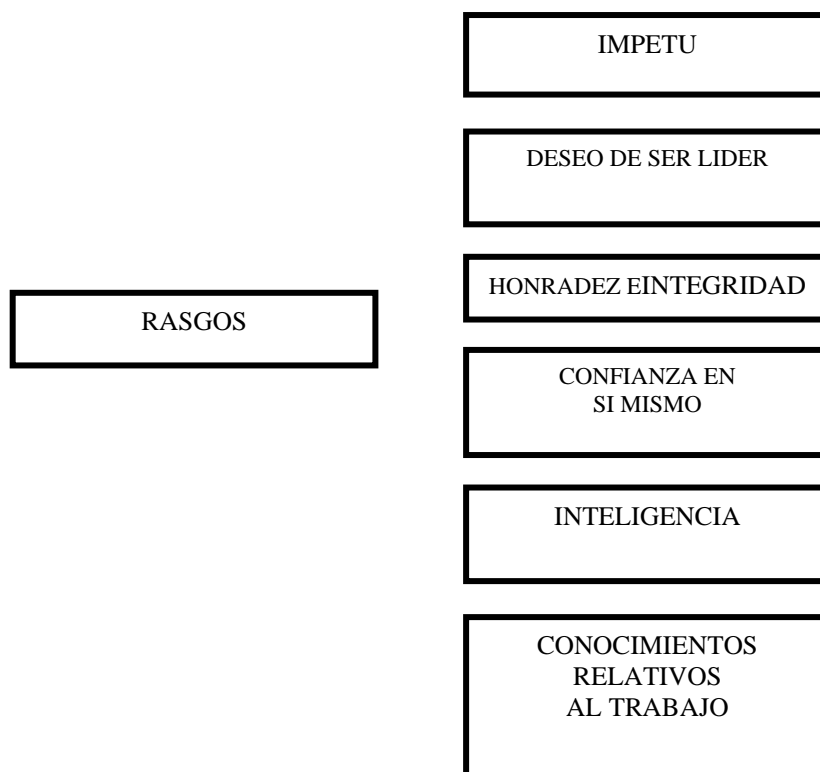 RASGOS
IMPETU
DESEO DE SER LIDER
HONRADEZ EINTEGRIDAD
CONFIANZA EN
SI MISMO
INTELIGENCIA
CONOCIMIENTOS
RELATIVOS
AL TRABAJO